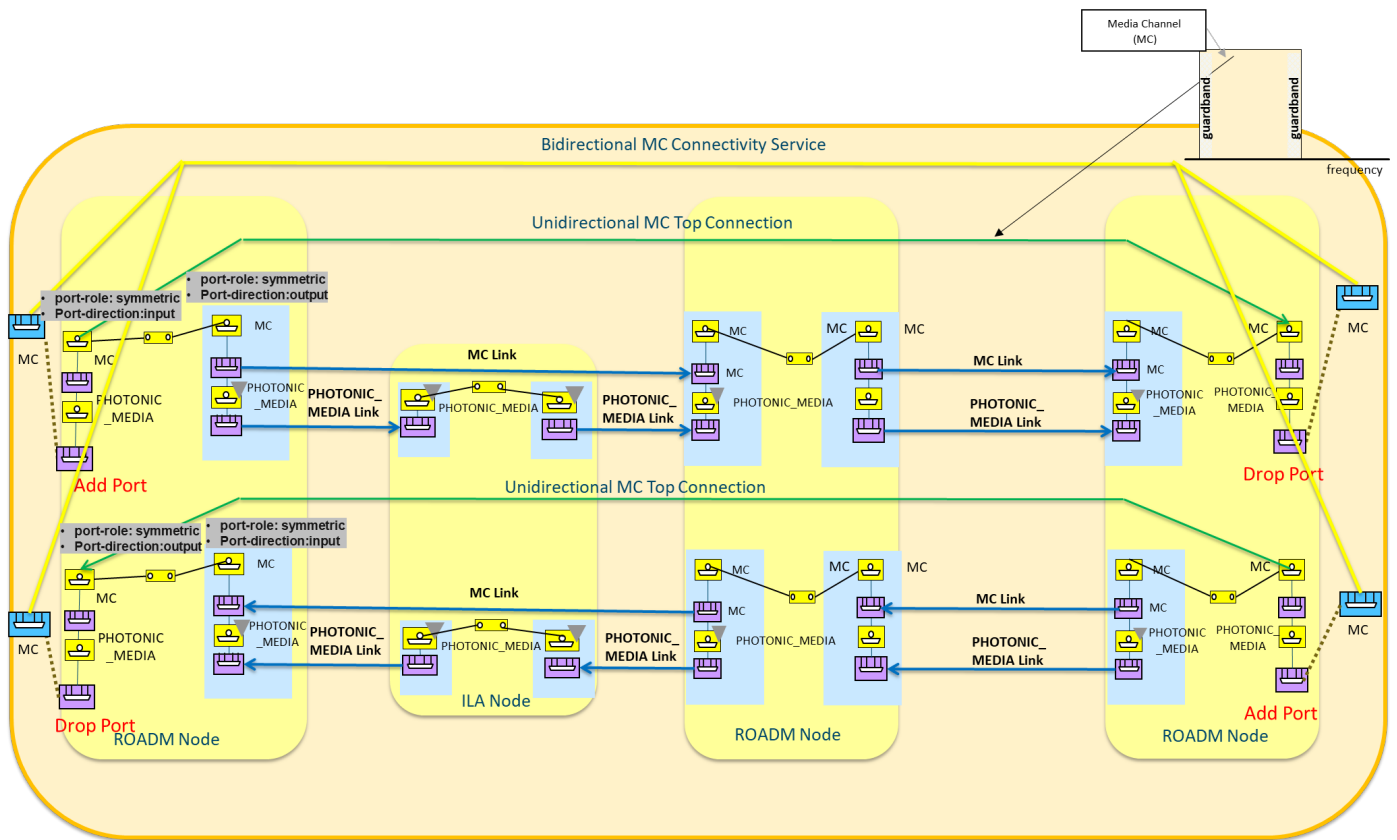 Media Channel
(MC)
guardband
guardband
frequency
Bidirectional MC Connectivity Service
Unidirectional MC Top Connection
• port-role: symmetric
• Port-direction:output
• port-role: symmetric
• Port-direction:input
MC
MC
MC
MC
PHOTONIC
_MEDIA
PHOTONIC
_MEDIA
Add Port
MC Link
PHOTONIC_
MEDIA Link
PHOTONIC_MEDIA
PHOTONIC_
MEDIA Link
MC
MC
MC
MC
PHOTONIC_MEDIA
MC Link
PHOTONIC_
MEDIA Link
MC
MC
MC
PHOTONIC
_MEDIA
PHOTONIC_
MEDIA
Drop Port
Unidirectional MC Top Connection
• port-role: symmetric
• Port-direction:output
• port-role: symmetric
• Port-direction:input
MC
MC
MC
MC
PHOTONIC
_MEDIA
PHOTONIC
_MEDIA
Drop Port
ROADM Node
MC Link
PHOTONIC_
MEDIA Link
PHOTONIC_MEDIA
PHOTONIC_
MEDIA Link
ILA Node
MC
MC
MC
MC
PHOTONIC_MEDIA
ROADM Node
MC Link
PHOTONIC_
MEDIA Link
MC
MC
MC
PHOTONIC
_MEDIA
PHOTONIC_
MEDIA
Add Port
ROADM Node